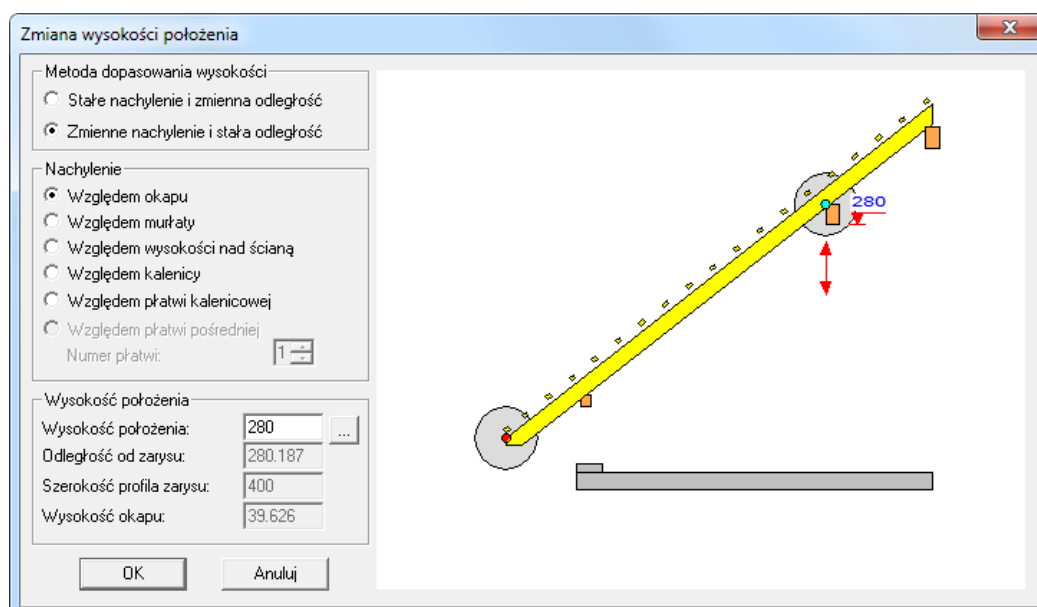 Zmiana wysokości położenia
Metoda dopasowania wysokości
Stałe nachylenie i zmienna odległość
Zmienne nachylenie i stała odległość
Nachylenie
Względem okapu
Względem murłaty
Względem wysokości nad ścianą
Względem kalenicy
Względem płatwi kalenicowej
Względem płatwi pośredniej
Numer płatwi: 1
Wysokość położenia
Wysokość położenia: 280 ...
Odległość od zarysu: 280.187
Szerokość profila zarysu: 400
Wysokość okapu: 39.626
OK Anuluj
280